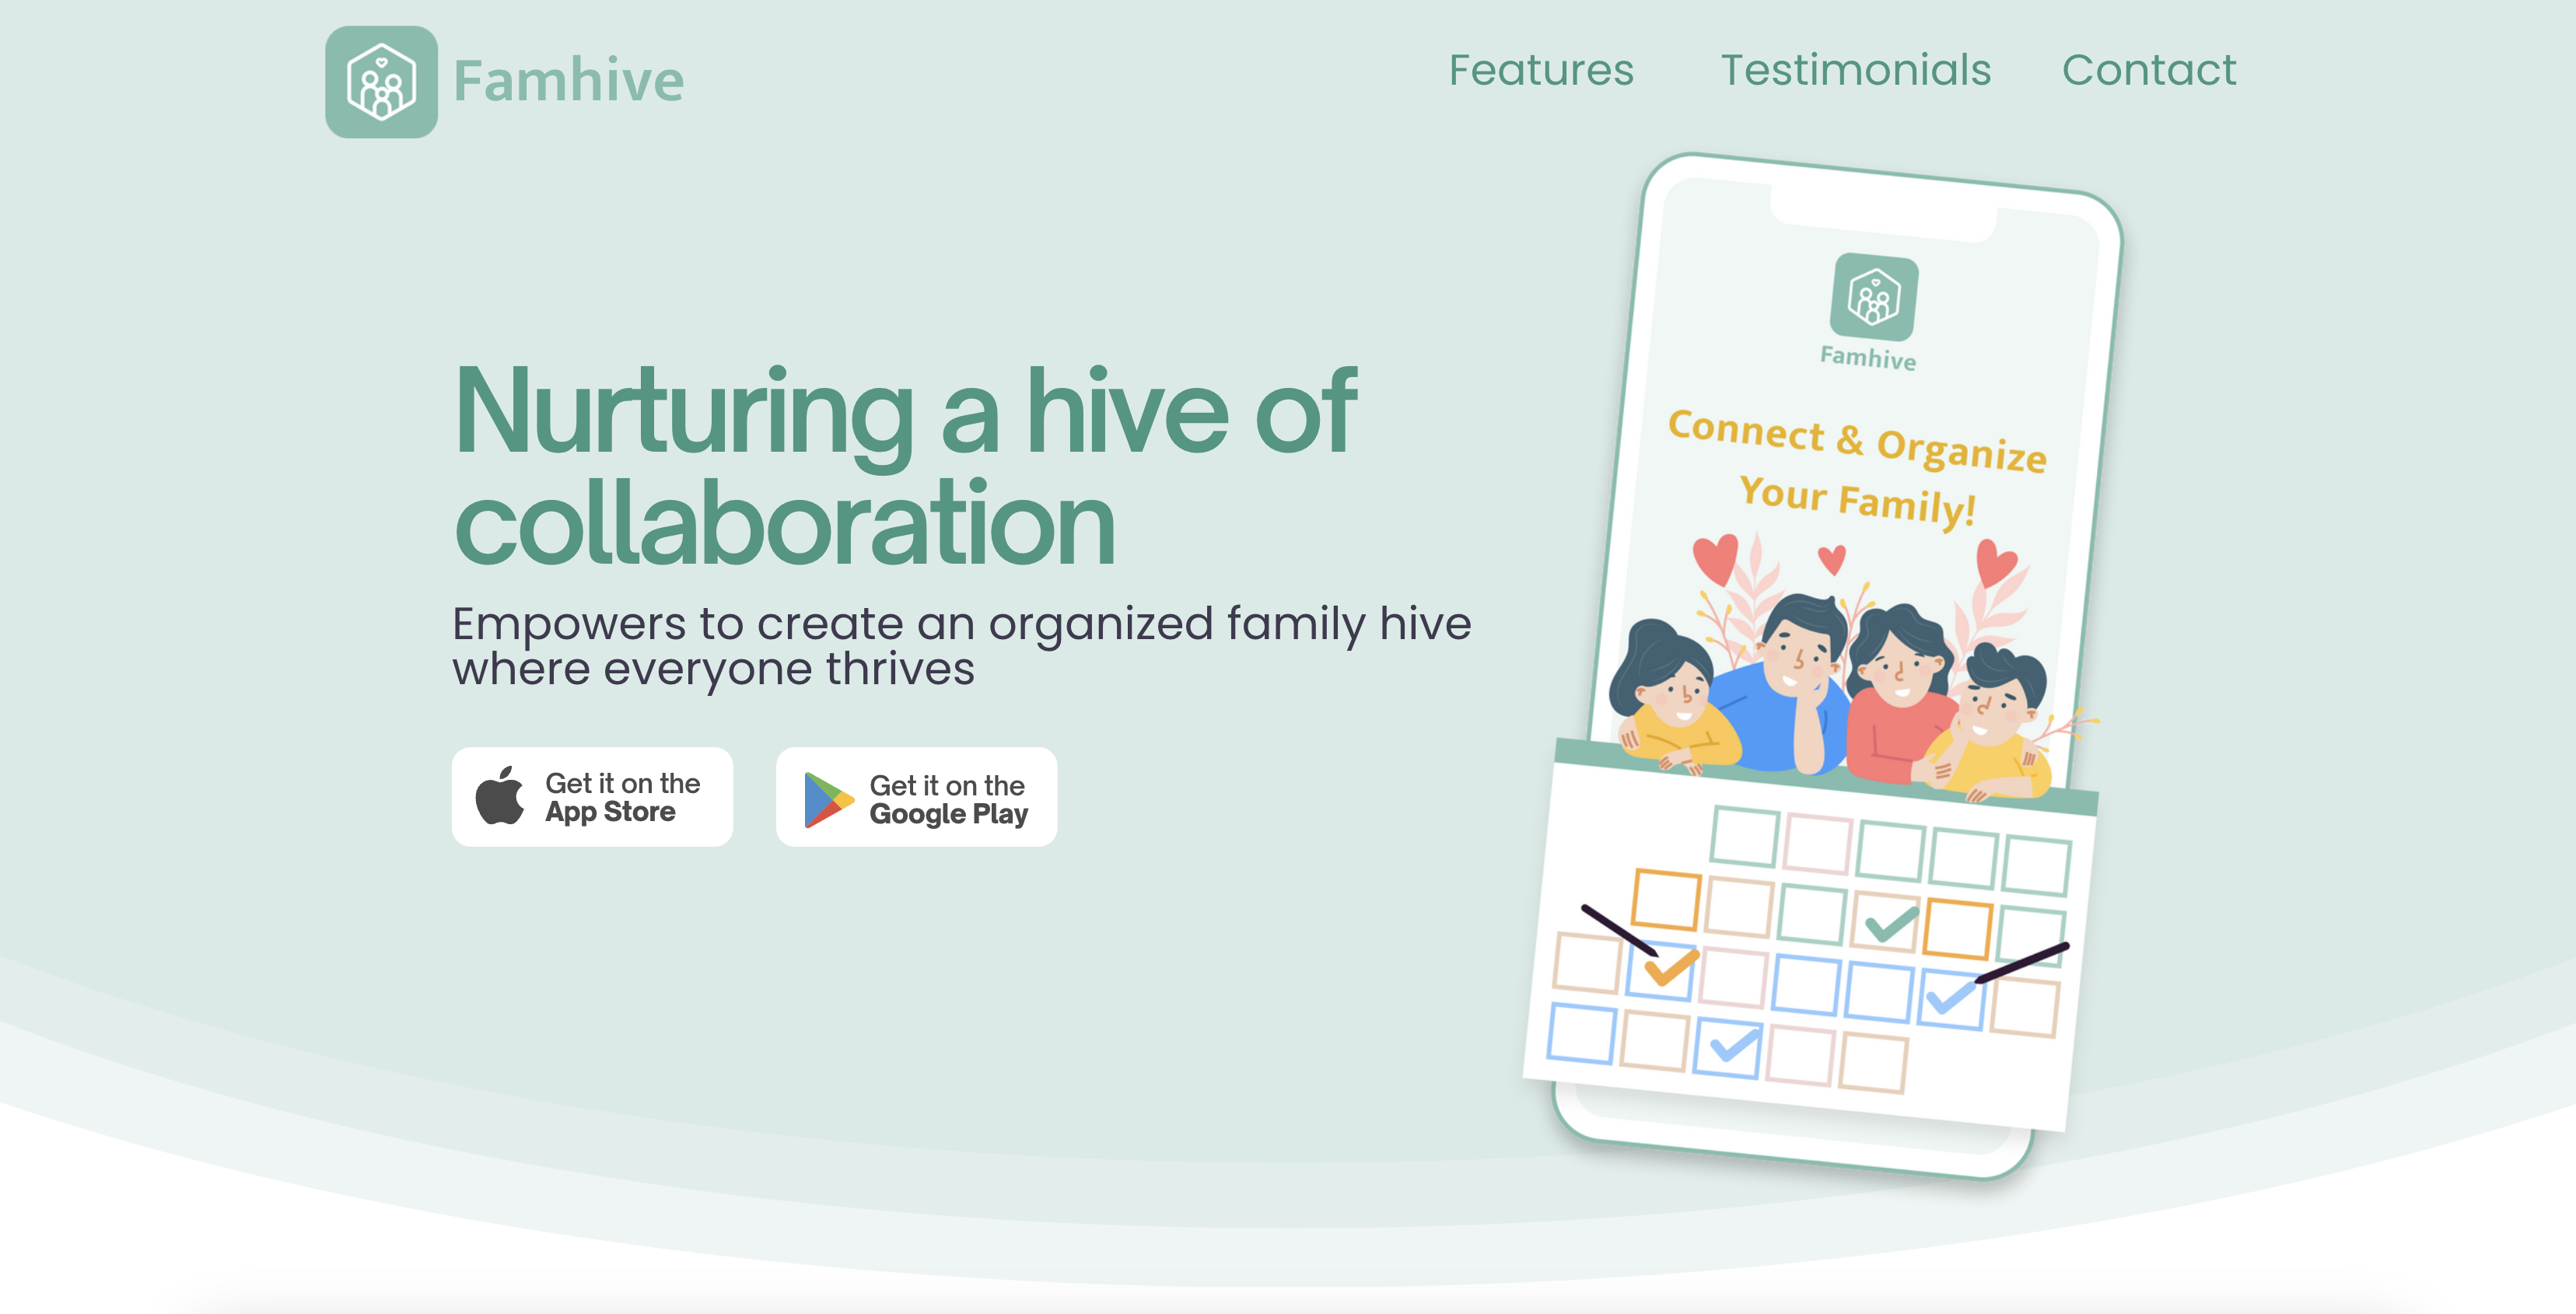 Famhive
Features Testimonials Contact
Nurturing a hive of
collaboration
Empowers to create an organized family hive
where everyone thrives
Get it on the
App Store
Get it on the
Google Play
Famhive
Connect & Organize
Your Family!